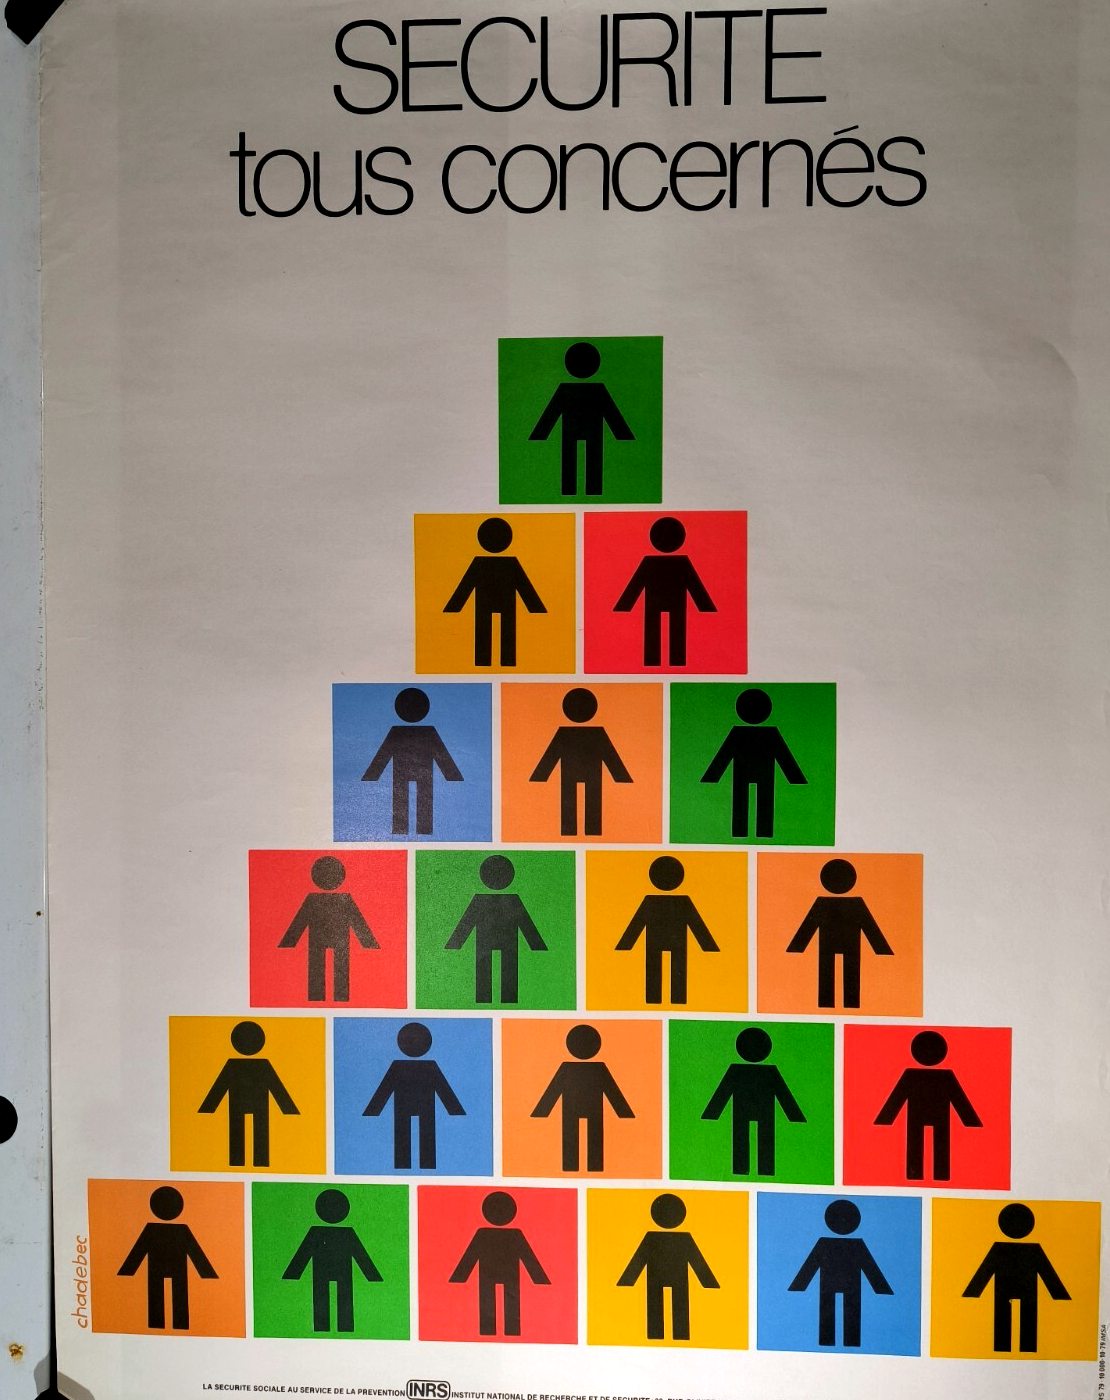 SECURITE
tous concernés
chadebec
LA SECURITE SOCIALE AU SERVICE DE LA PREVENTION INRS INSTITUT NATIONAL DE RECHERCHE ET DE SECURITE